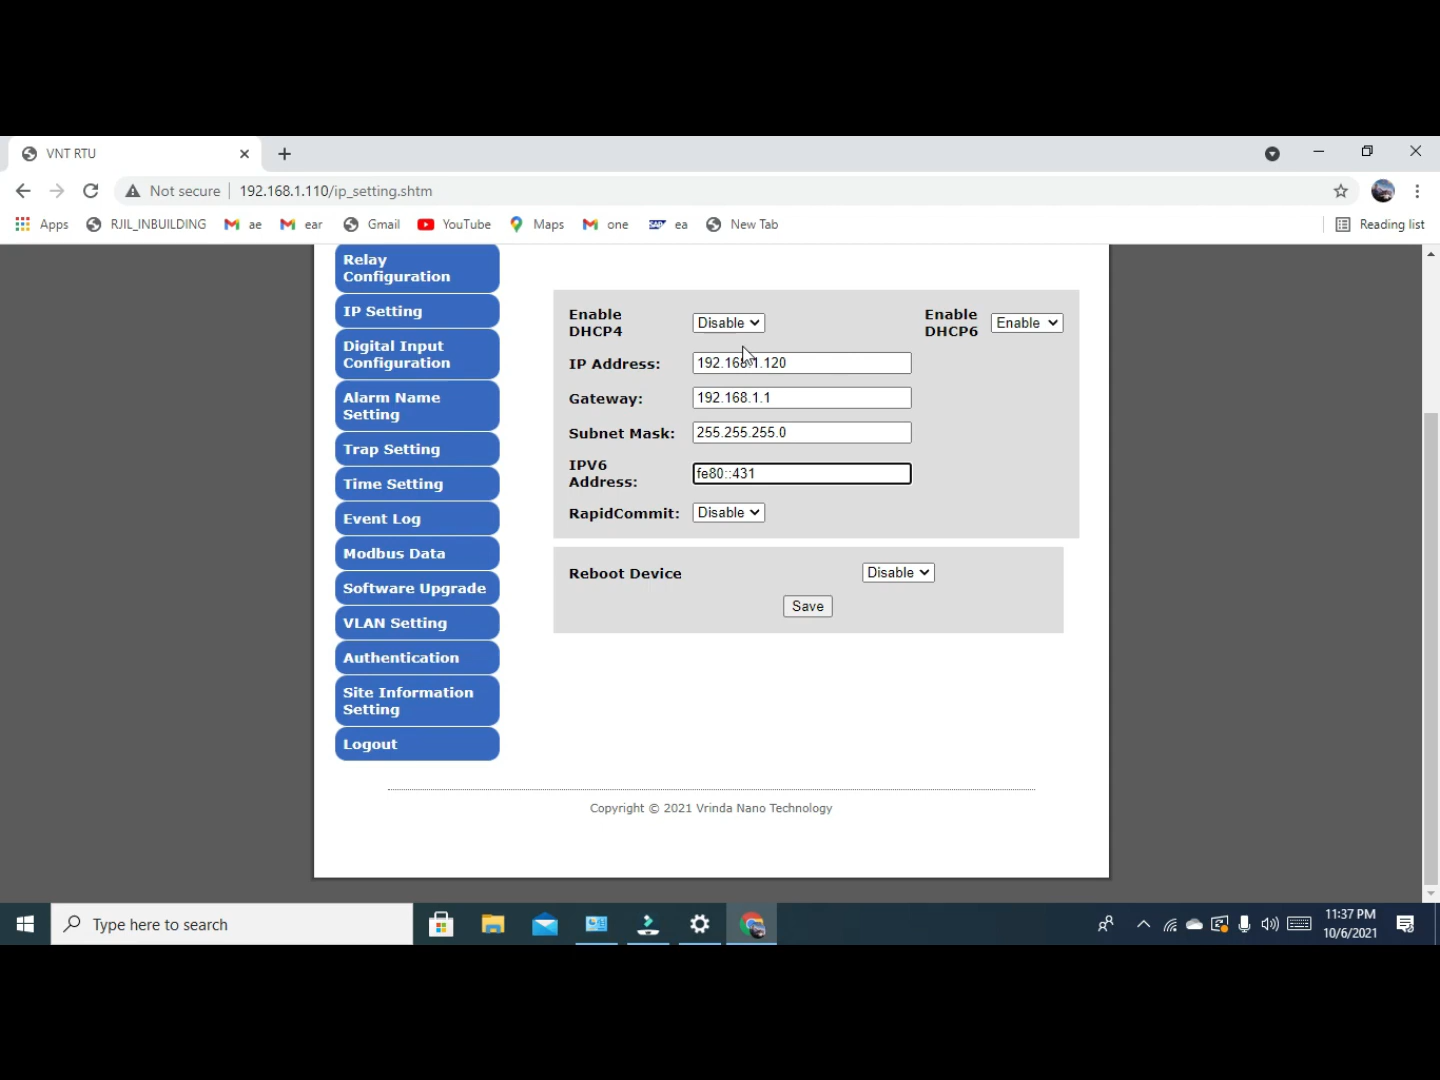 VNT RTU
Not secure 192.168.1.110/ip_setting.shtm
Apps RJIL_INBUILDING ae ear Gmail YouTube Maps one SAP ea New Tab Reading list
Relay
Configuration
IP Setting
Digital Input
Configuration
Alarm Name
Setting
Trap Setting
Time Setting
Event Log
Modbus Data
Software Upgrade
VLAN Setting
Authentication
Site Information
Setting
Logout
Enable
DHCP4
Disable
Enable
DHCP6
Enable
IP Address: 192.168.1.120
Gateway: 192.168.1.1
Subnet Mask: 255.255.255.0
IPV6
Address:
fe80::431
RapidCommit: Disable
Reboot Device Disable
Save
Copyright © 2021 Vrinda Nano Technology
Type here to search
11:37 PM
10/6/2021